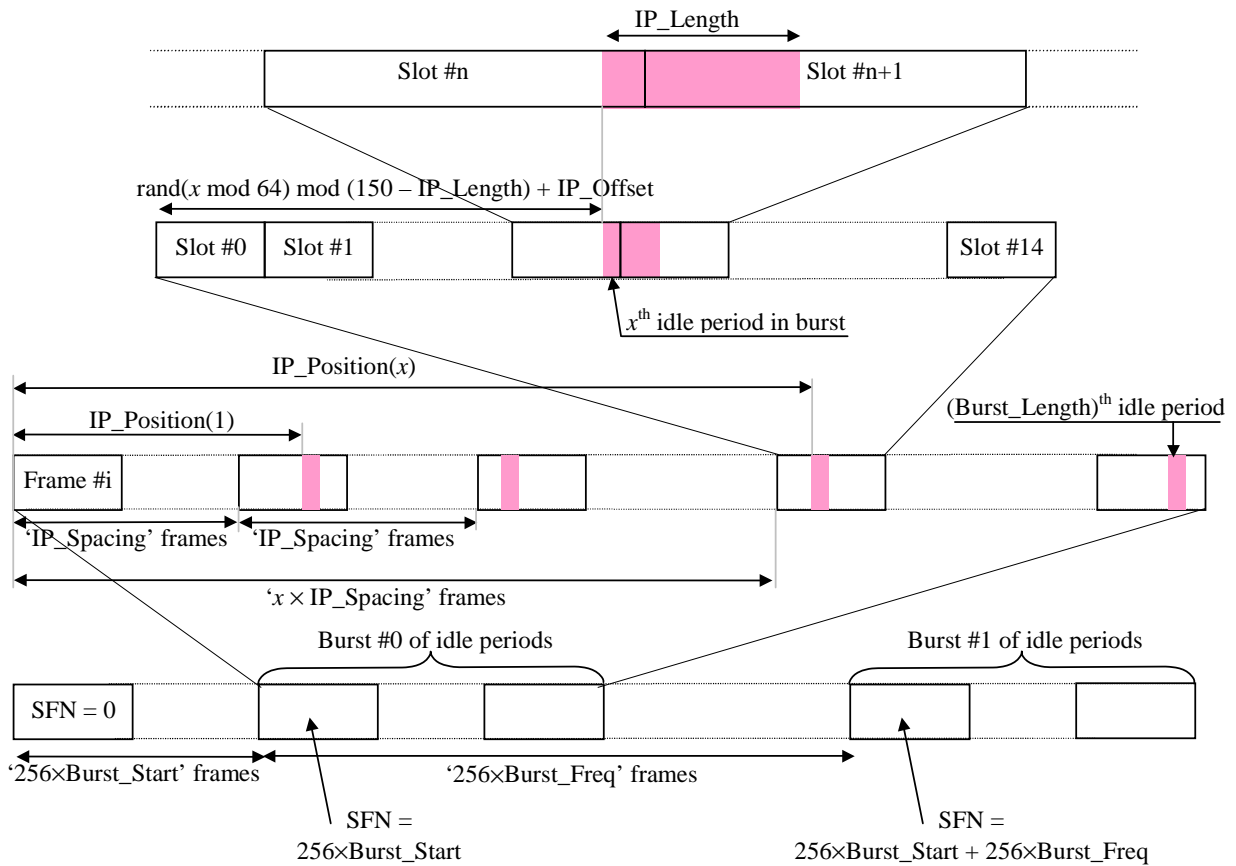 IP_Length
Slot #n
Slot #n+1
rand(x mod 64) mod (150 – IP_Length) + IP_Offset
Slot #0
Slot #1
Slot #14
xth idle period in burst
IP_Position(x)
(Burst_Length)th idle period
IP_Position(1)
Frame #i
‘IP_Spacing’ frames
‘IP_Spacing’ frames
‘x × IP_Spacing’ frames
Burst #0 of idle periods
Burst #1 of idle periods
SFN = 0
‘256×Burst_Start’ frames
‘256×Burst_Freq’ frames
SFN =
256×Burst_Start
SFN =
256×Burst_Start + 256×Burst_Freq